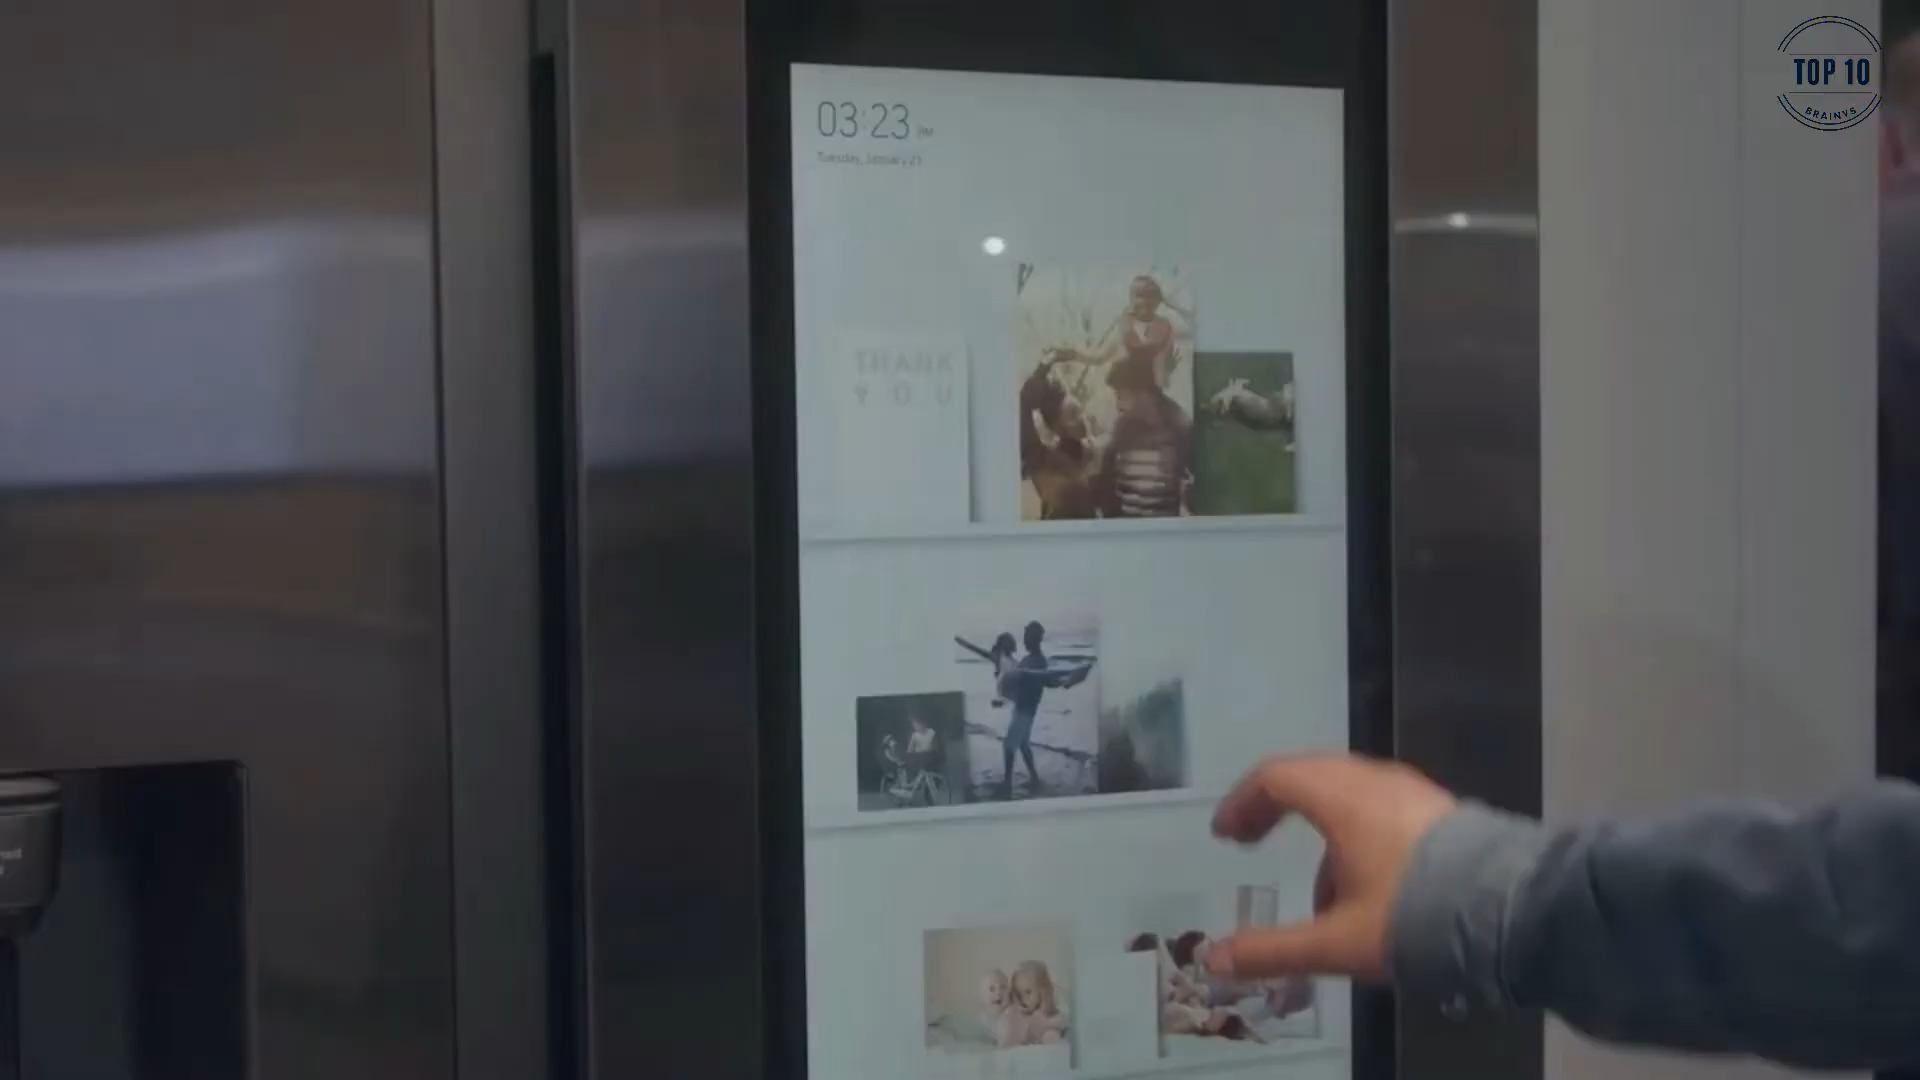 03:23 PM
Tuesday, January 21
THANK
YOU
TOP 10
BRAINYS